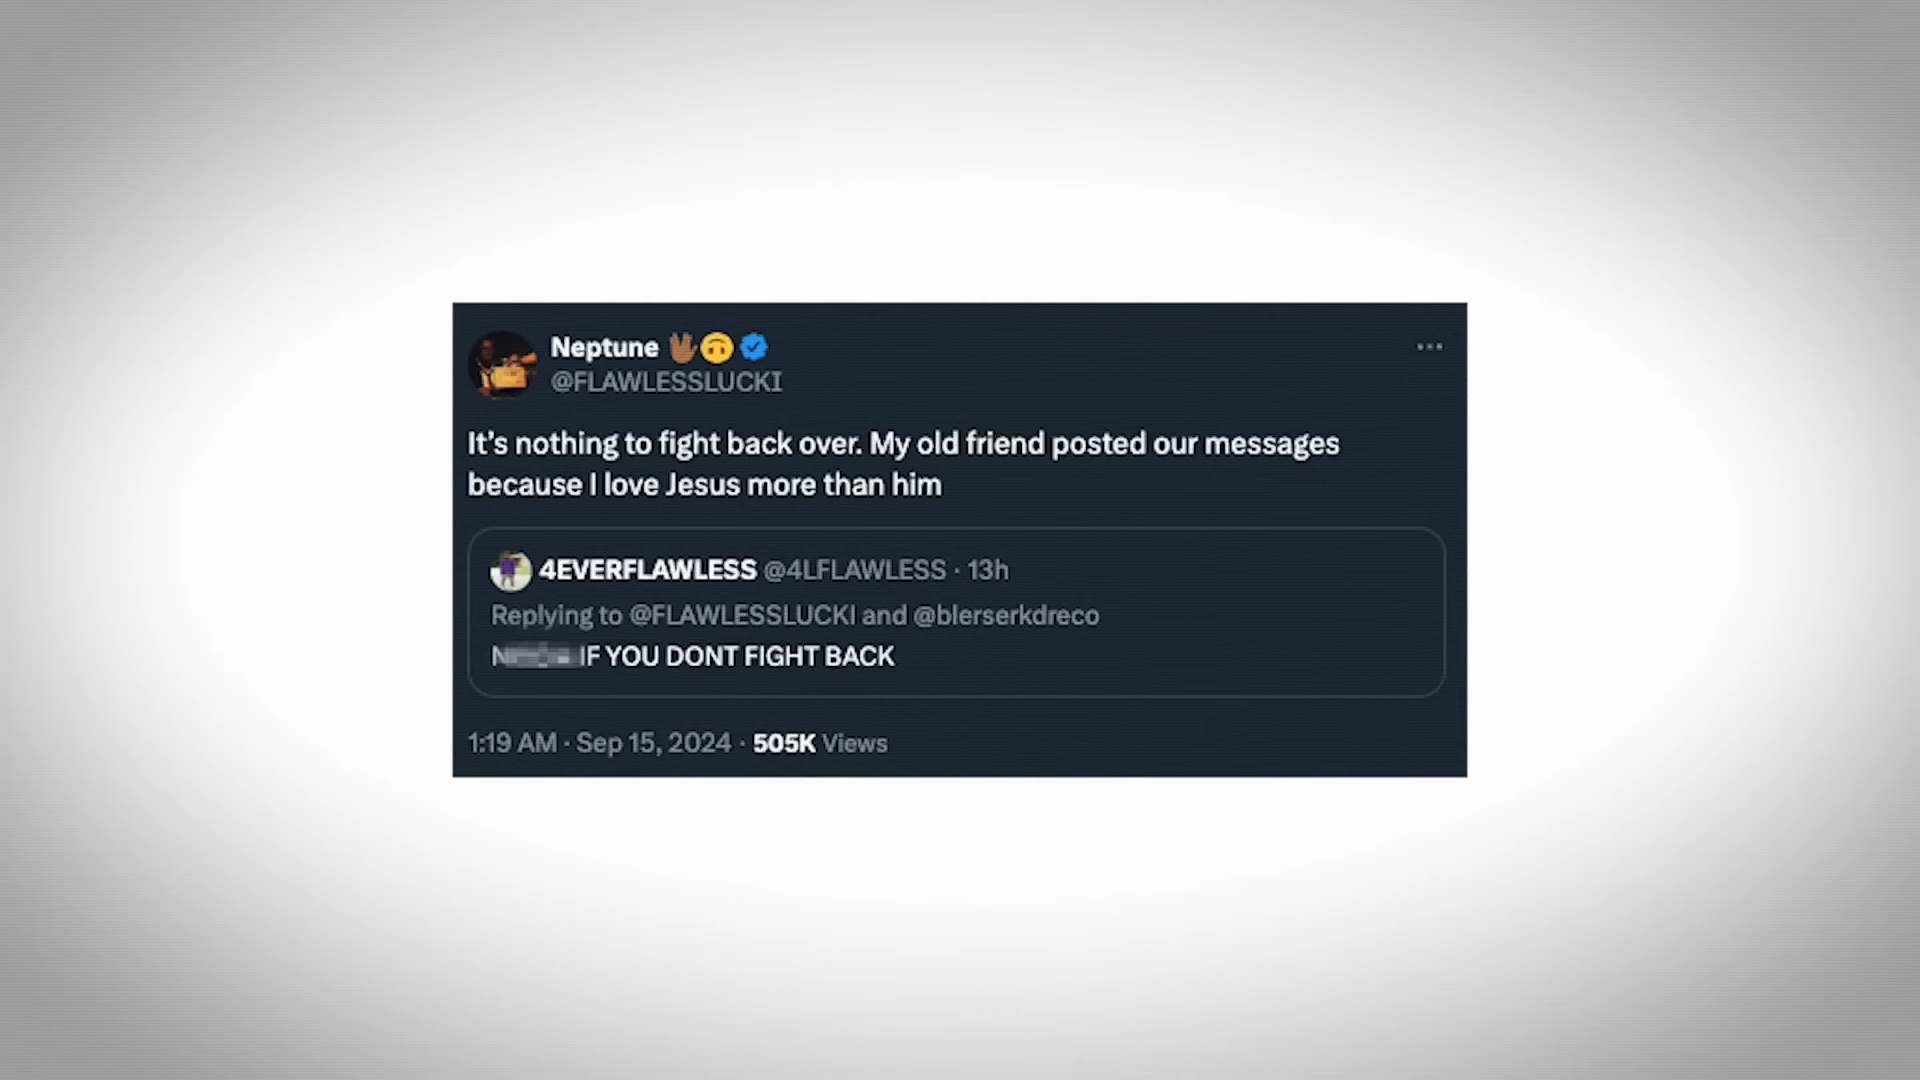 Neptune
@FLAWLESSLUCKI
It's nothing to fight back over. My old friend posted our messages
because I love Jesus more than him
4EVERFLAWLESS @4LFLAWLESS · 13h
Replying to @FLAWLESSLUCKI and @blerserkdreco
IF YOU DONT FIGHT BACK
1:19 AM · Sep 15, 2024 · 505K Views